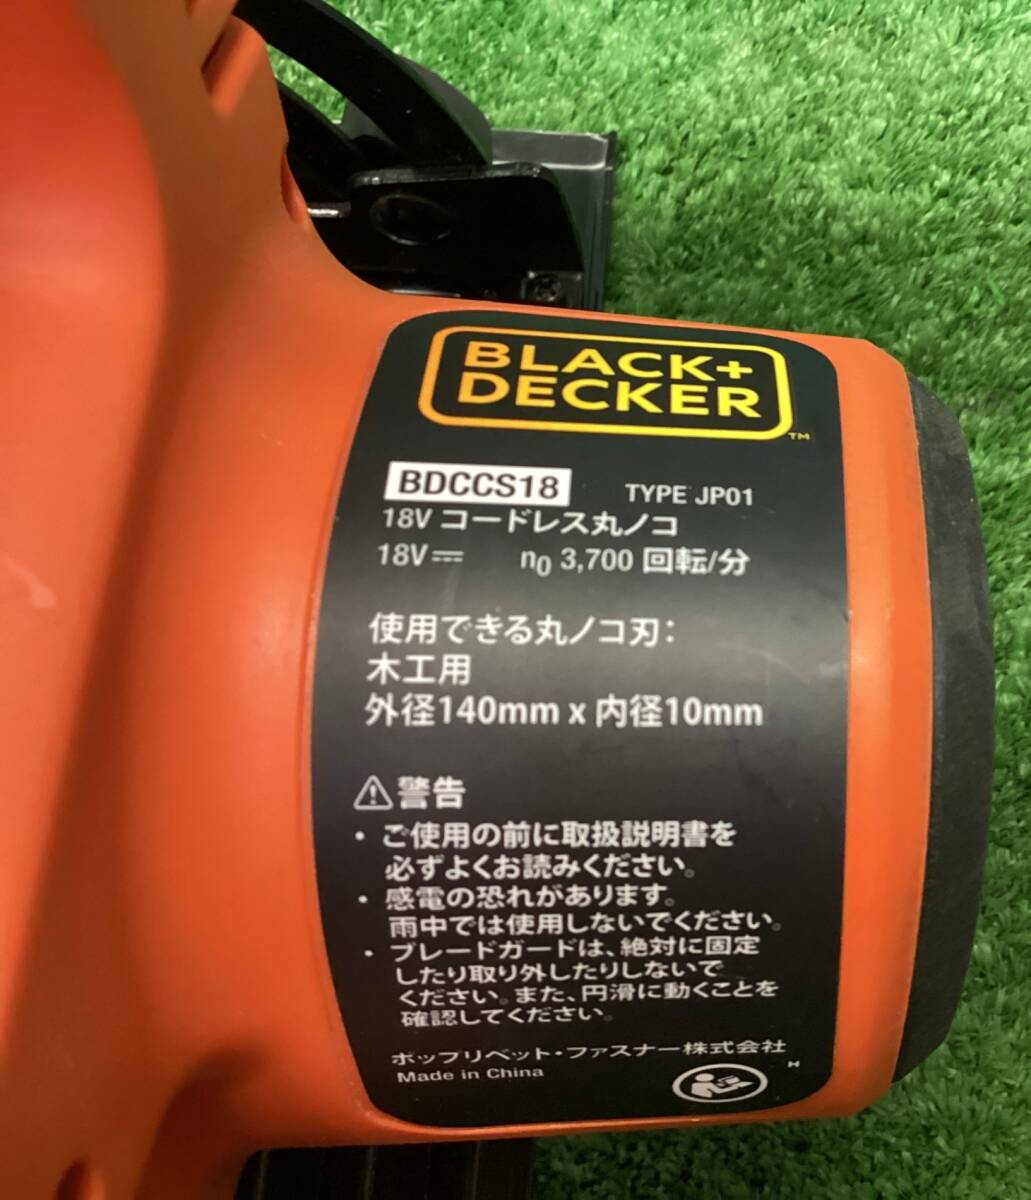 BLACK+
DECKER
™
BDCCS18 TYPE JP01
18V コードレス丸ノコ
18V⎓ n0 3,700 回転/分
使用できる丸ノコ刃：
木工用
外径140mm x 内径10mm
⚠警告
・ご使用の前に取扱説明書を
必ずよくお読みください。
・感電の恐れがあります。
雨中では使用しないでください。
・ブレードガードは、絶対に固定
したり取り外したりしないで
ください。また、円滑に動くことを
確認してください。
ポップリベット・ファスナー株式会社
Made in China
H